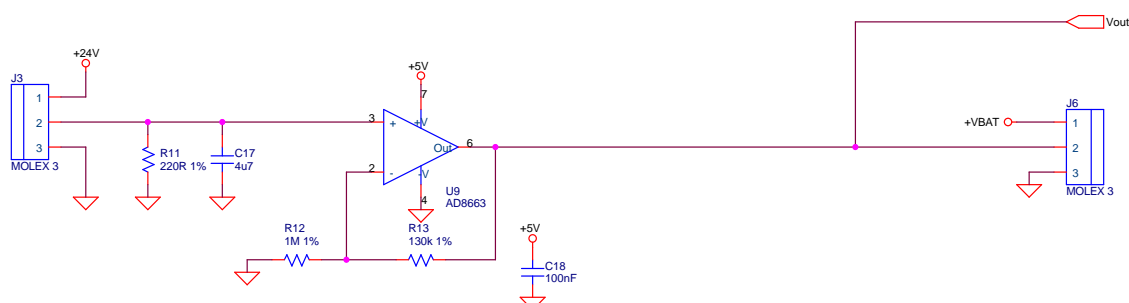 Vout
+24V
J3
1
2
3
MOLEX 3
R11
220R 1%
C17
4u7
+5V
7
3
+
+V
2
-
-V
Out
6
4
U9
AD8663
R12
1M 1%
R13
130k 1%
+5V
C18
100nF
J6
+VBAT
1
2
3
MOLEX 3